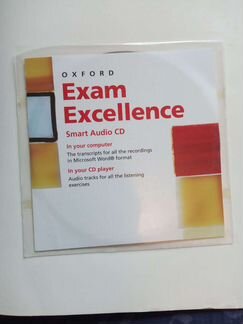 OXFORD
Exam
Excellence
Smart Audio CD
In your computer
The transcripts for all the recordings
in Microsoft Word® format
In your CD player
Audio tracks for all the listening
exercises